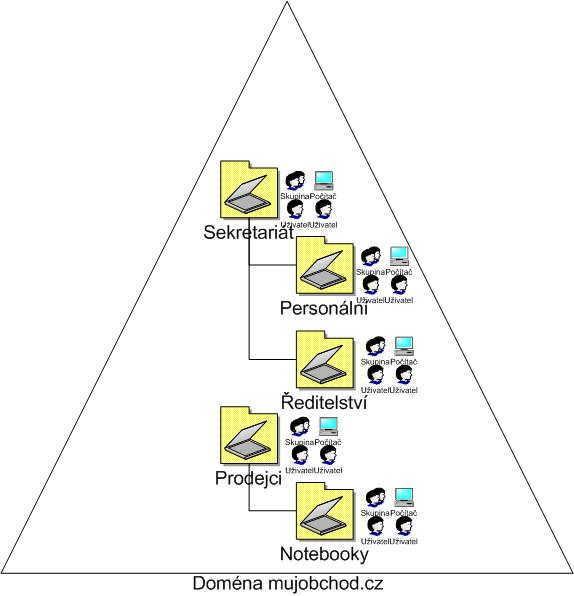 Skupina Počítač
Uživatel Uživatel
Sekretariát
Skupina Počítač
Uživatel Uživatel
Personální
Skupina Počítač
Uživatel Uživatel
Ředitelství
Skupina Počítač
Uživatel Uživatel
Prodejci
Skupina Počítač
Uživatel Uživatel
Notebooky
Doména mujobchod.cz